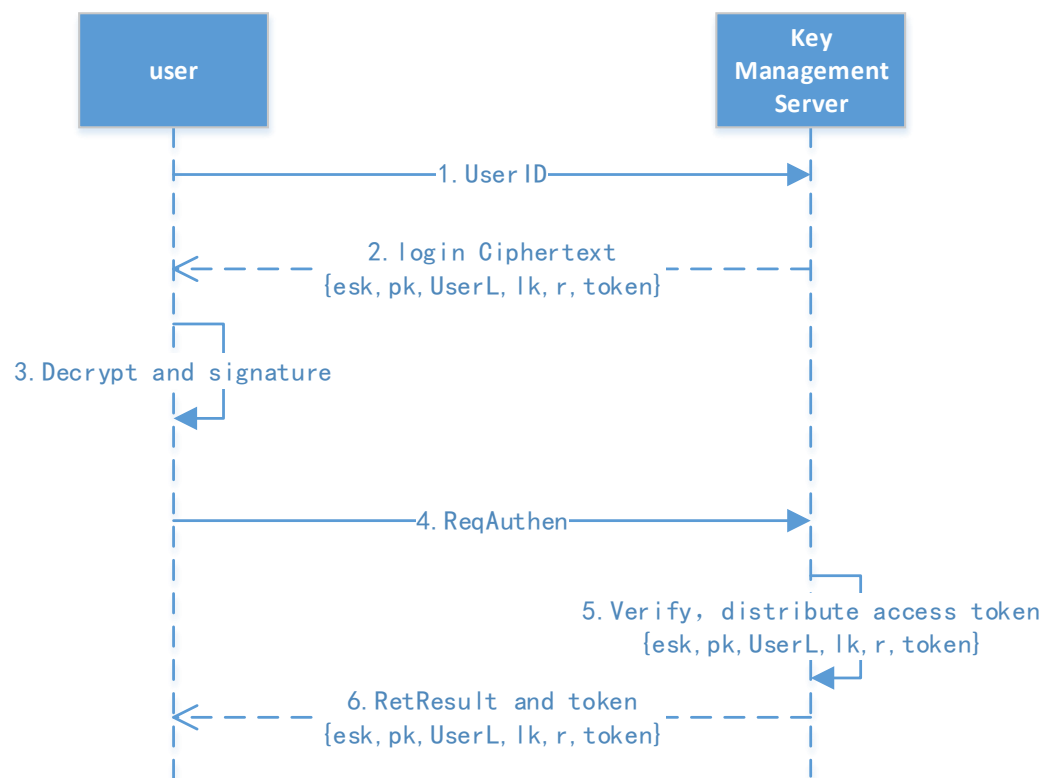 user
Key
Management
Server
1. User ID
2. login Ciphertext
{esk, pk, UserL, lk, r, token}
3. Decrypt and signature
4. ReqAuthen
5. Verify，distribute access token
{esk, pk, UserL, lk, r, token}
6. RetResult and token
{esk, pk, UserL, lk, r, token}